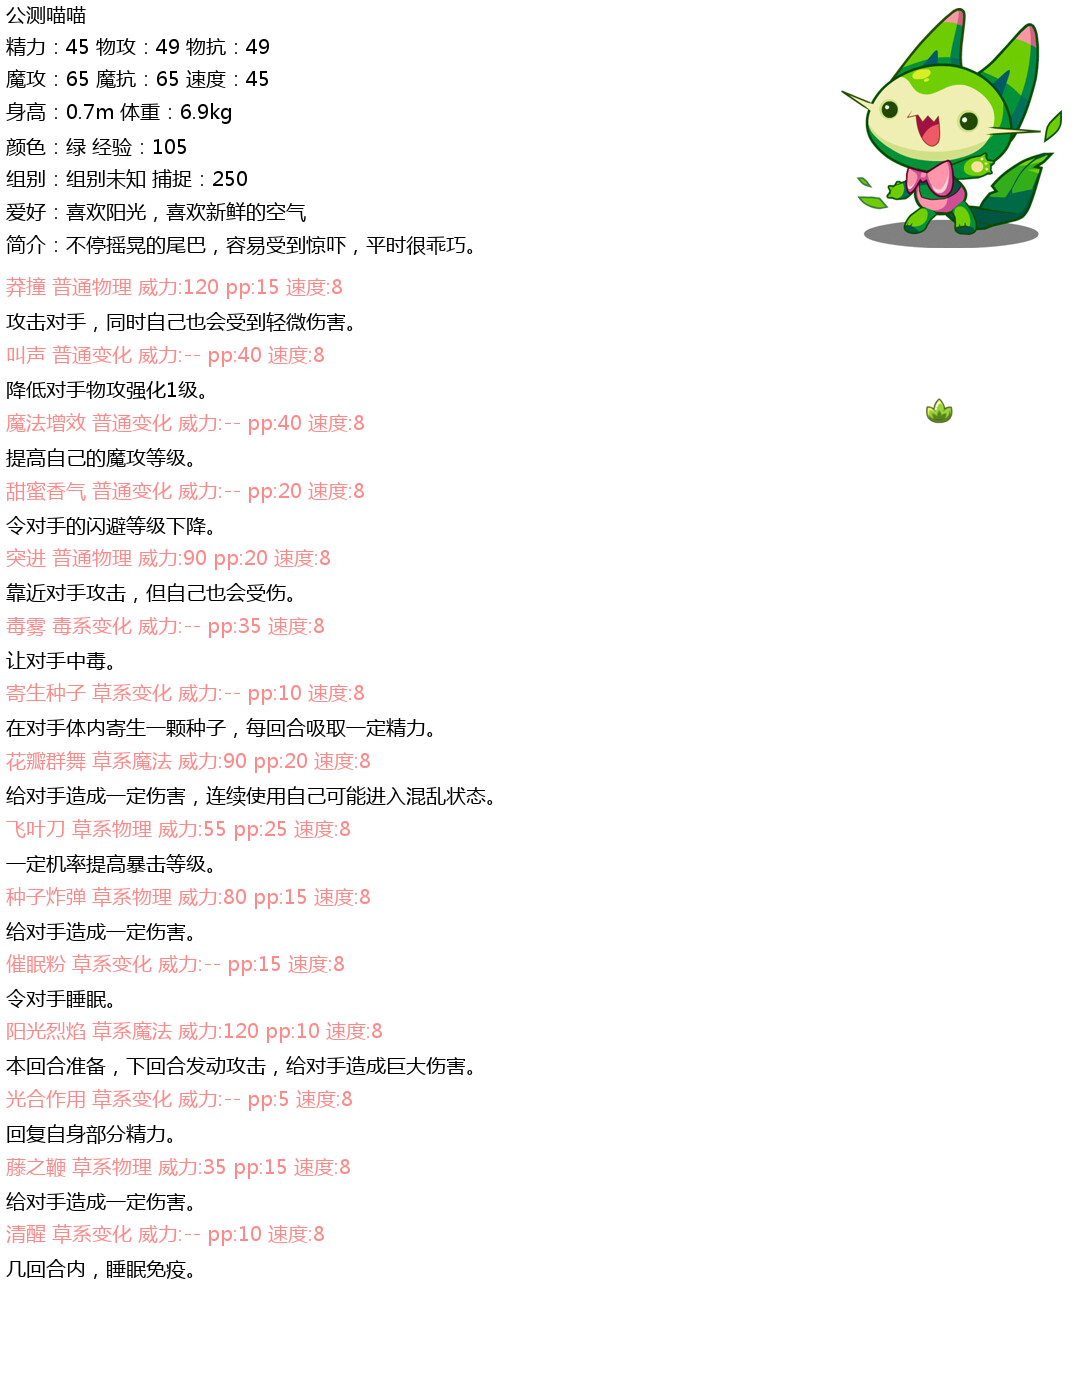 公测喵喵
精力：45 物攻：49 物抗：49
魔攻：65 魔抗：65 速度：45
身高：0.7m 体重：6.9kg
颜色：绿 经验：105
组别：组别未知 捕捉：250
爱好：喜欢阳光，喜欢新鲜的空气
简介：不停摇晃的尾巴，容易受到惊吓，平时很乖巧。
莽撞 普通物理 威力:120 pp:15 速度:8
攻击对手，同时自己也会受到轻微伤害。
叫声 普通变化 威力:-- pp:40 速度:8
降低对手物攻强化1级。
魔法增效 普通变化 威力:-- pp:40 速度:8
提高自己的魔攻等级。
甜蜜香气 普通变化 威力:-- pp:20 速度:8
令对手的闪避等级下降。
突进 普通物理 威力:90 pp:20 速度:8
靠近对手攻击，但自己也会受伤。
毒雾 毒系变化 威力:-- pp:35 速度:8
让对手中毒。
寄生种子 草系变化 威力:-- pp:10 速度:8
在对手体内寄生一颗种子，每回合吸取一定精力。
花瓣群舞 草系魔法 威力:90 pp:20 速度:8
给对手造成一定伤害，连续使用自己可能进入混乱状态。
飞叶刀 草系物理 威力:55 pp:25 速度:8
一定机率提高暴击等级。
种子炸弹 草系物理 威力:80 pp:15 速度:8
给对手造成一定伤害。
催眠粉 草系变化 威力:-- pp:15 速度:8
令对手睡眠。
阳光烈焰 草系魔法 威力:120 pp:10 速度:8
本回合准备，下回合发动攻击，给对手造成巨大伤害。
光合作用 草系变化 威力:-- pp:5 速度:8
回复自身部分精力。
藤之鞭 草系物理 威力:35 pp:15 速度:8
给对手造成一定伤害。
清醒 草系变化 威力:-- pp:10 速度:8
几回合内，睡眠免疫。